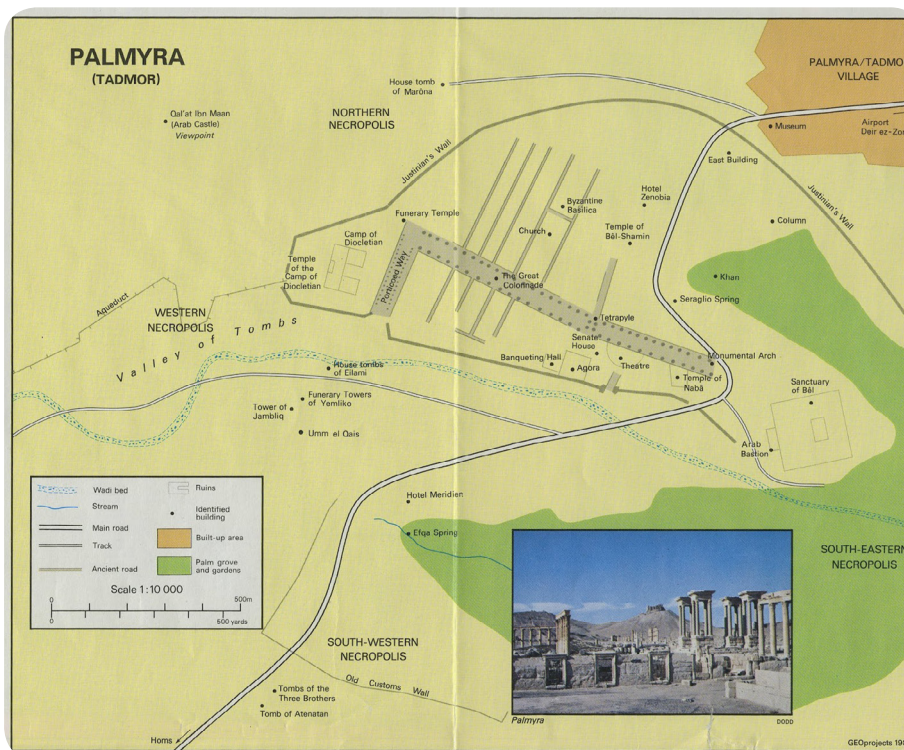 PALMYRA
(TADMOR)
House tomb
of Marôna
PALMYRA/TADMO
VILLAGE
Qal'at Ibn Maan
(Arab Castle)
Viewpoint
NORTHERN
NECROPOLIS
Museum
Airport
Deir ez-Zor
East Building
Justinian's Wall
Justinian's Wall
Hotel
Zenobia
Byzantine
Basilica
Funerary Temple
Column
Church
Temple of
Bêl-Shamin
Camp of
Diocletian
Temple
of the
Camp of
Diocletian
Porticoed Way
The Great
Colonnade
Khan
Seraglio Spring
Aqueduct
WESTERN
NECROPOLIS
Valley of Tombs
Tetrapyle
Senate
House
Banqueting Hall
Agora
Theatre
Monumental Arch
Temple of
Nabâ
House tombs
of Eilami
Sanctuary
of Bêl
Funerary Towers
of Yemliko
Tower of
Jambliq
Umm el Qais
Arab
Bastion
Hotel Meridien
Efqa Spring
Wadi bed
Stream
Main road
Track
Ancient road
Ruins
Identified
building
Built-up area
Palm grove
and gardens
Scale 1:10 000
0
500m
0
500 yards
SOUTH-EASTERN
NECROPOLIS
SOUTH-WESTERN
NECROPOLIS
Old Customs Wall
Tombs of the
Three Brothers
Tomb of Atenatan
Homs
Palmyra
DODD
GEOprojects 19